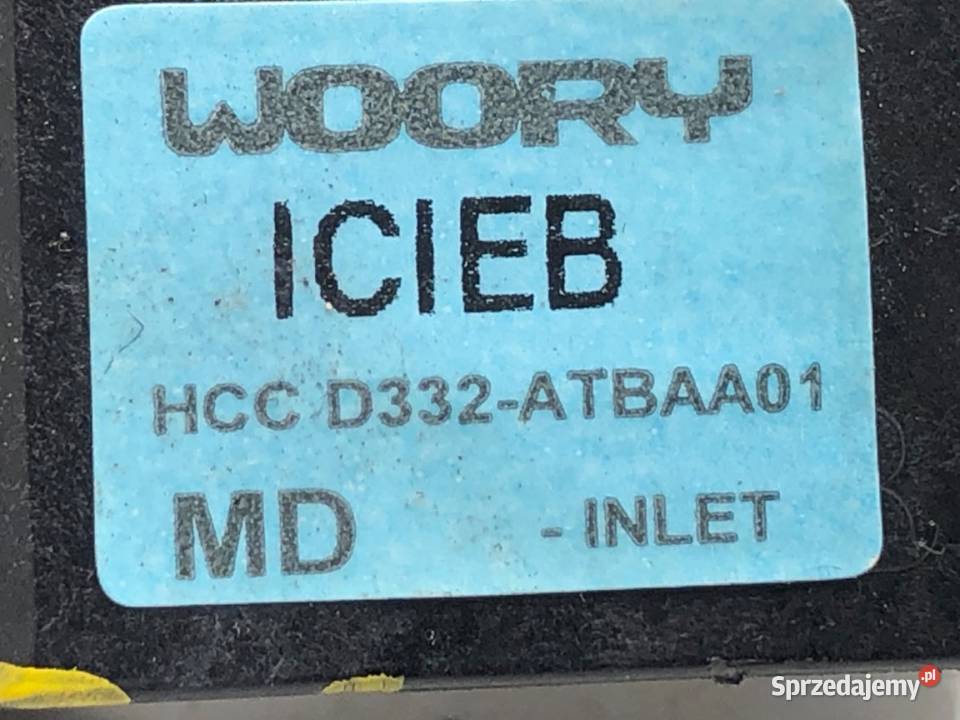 WOORY
ICIEB
HCC D332-ATBAA01
MD - INLET
Sprzedajemy.pl